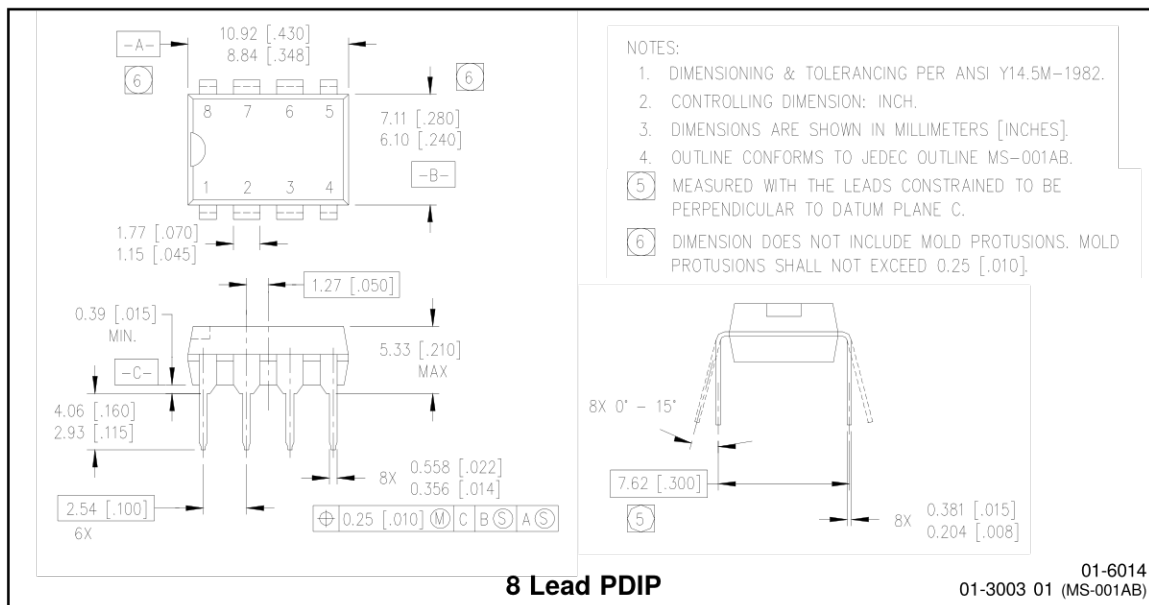 10.92 [.430]
8.84 [.348]
-A-
6
6
8 7 6 5
1 2 3 4
7.11 [.280]
6.10 [.240]
-B-
1.77 [.070]
1.15 [.045]
1.27 [.050]
0.39 [.015]
MIN.
-C-
5.33 [.210]
MAX
4.06 [.160]
2.93 [.115]
8X 0.558 [.022]
0.356 [.014]
2.54 [.100]
6X
⌖ 0.25 [.010] Ⓜ C B Ⓢ A Ⓢ
NOTES:
1. DIMENSIONING & TOLERANCING PER ANSI Y14.5M-1982.
2. CONTROLLING DIMENSION: INCH.
3. DIMENSIONS ARE SHOWN IN MILLIMETERS [INCHES].
4. OUTLINE CONFORMS TO JEDEC OUTLINE MS-001AB.
5 MEASURED WITH THE LEADS CONSTRAINED TO BE
PERPENDICULAR TO DATUM PLANE C.
6 DIMENSION DOES NOT INCLUDE MOLD PROTUSIONS. MOLD
PROTUSIONS SHALL NOT EXCEED 0.25 [.010].
8X 0° - 15°
7.62 [.300]
5
8X 0.381 [.015]
0.204 [.008]
8 Lead PDIP
01-6014
01-3003 01 (MS-001AB)